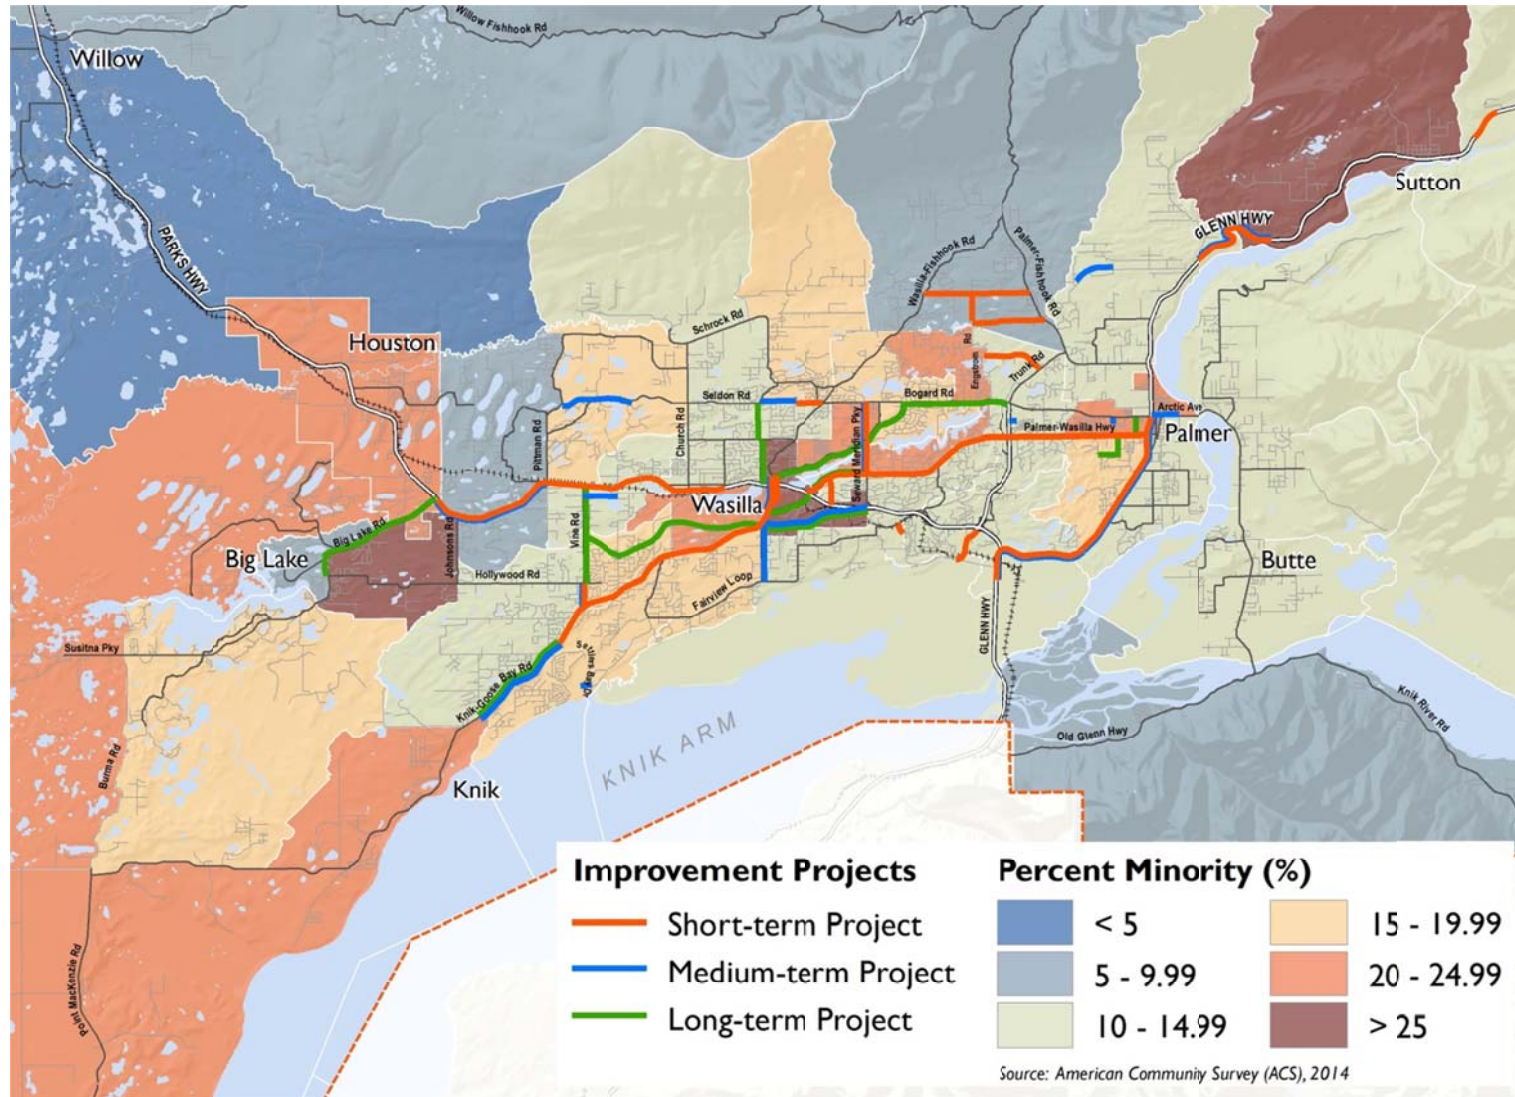 Willow Fishhook Rd
Willow
PARKS HWY
Wasilla-Fishhook Rd
Palmer-Fishhook Rd
GLENN HWY
Sutton
Houston
Schrock Rd
Trunk Rd
Engstrom
Rd
Seldon Rd
Bogard Rd
Arctic Av
Palmer-Wasilla Hwy
Palmer
Church Rd
Pittman Rd
Seward Meridian Pky
Wasilla
Vine Rd
Big Lake Rd
Big Lake
Johnsons Rd
Hollywood Rd
Fairview Loop
Butte
GLENN HWY
Susitna Pky
Knik-Goose Bay Rd
Settlers Bay Dr
Burma Rd
Knik
KNIK ARM
Old Glenn Hwy
Knik River Rd
Point MacKenzie Rd
Improvement Projects
Short-term Project
Medium-term Project
Long-term Project
Percent Minority (%)
< 5
5 - 9.99
10 - 14.99
15 - 19.99
20 - 24.99
> 25
Source: American Communiy Survey (ACS), 2014